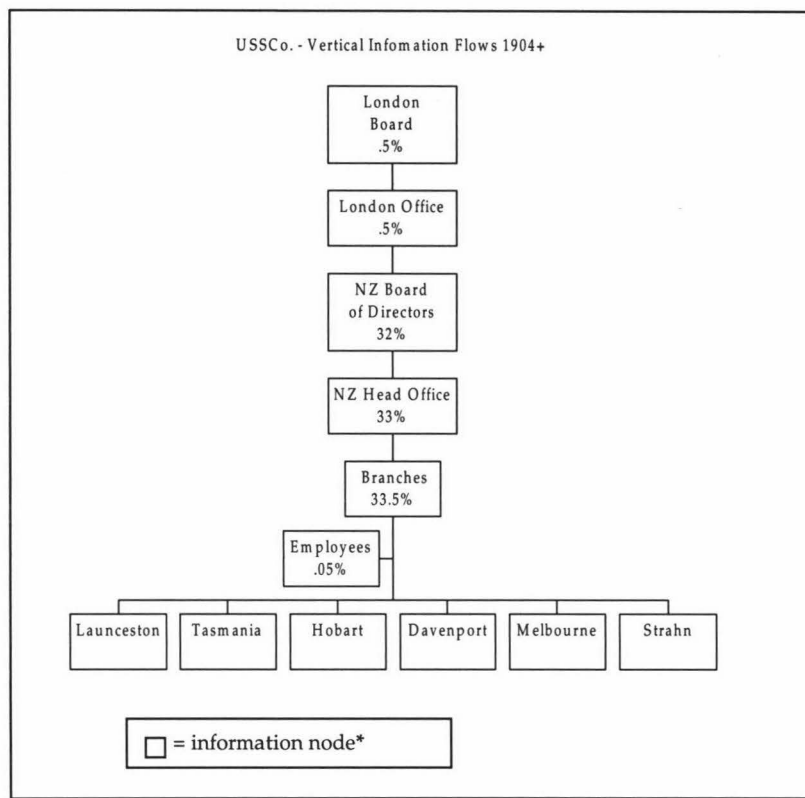 USSCo. - Vertical Infomation Flows 1904+
London
Board
.5%
London Office
.5%
NZ Board
of Directors
32%
NZ Head Office
33%
Branches
33.5%
Employees
.05%
Launceston
Tasmania
Hobart
Davenport
Melbourne
Strahn
= information node*